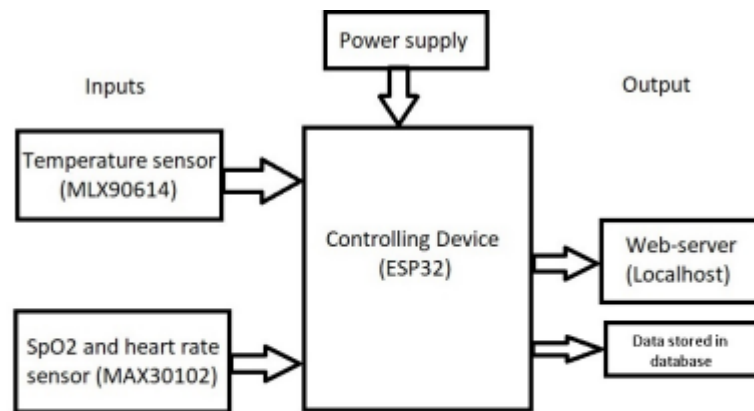 Power supply
Inputs
Output
Temperature sensor
(MLX90614)
Controlling Device
(ESP32)
Web-server
(Localhost)
SpO2 and heart rate
sensor (MAX30102)
Data stored in
database